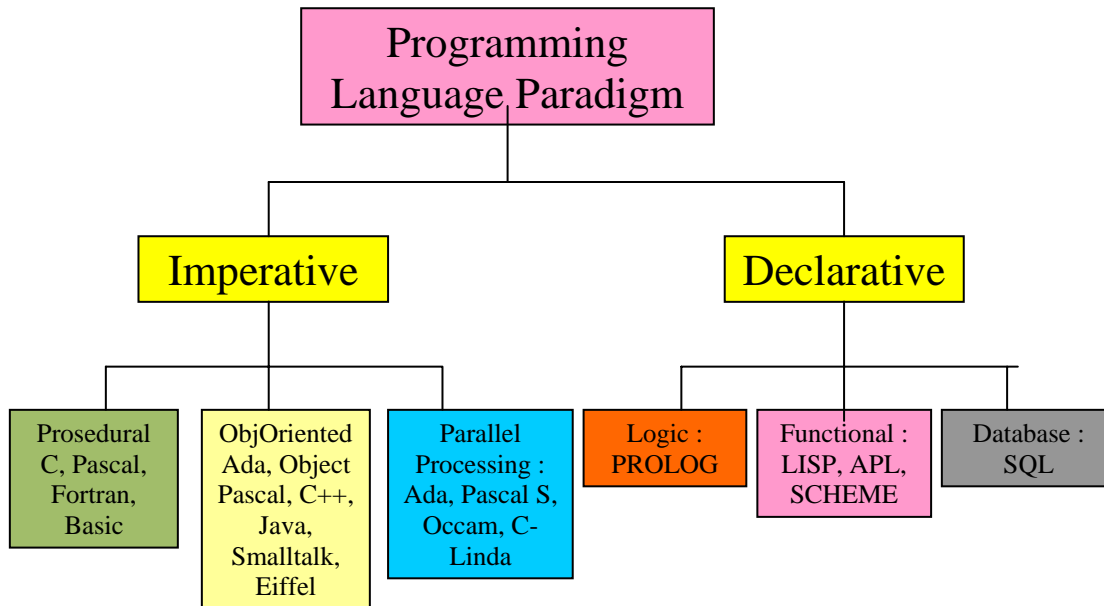 Programming
Language Paradigm
Imperative
Declarative
Prosedural
C, Pascal,
Fortran,
Basic
ObjOriented
Ada, Object
Pascal, C++,
Java,
Smalltalk,
Eiffel
Parallel
Processing :
Ada, Pascal S,
Occam, C-
Linda
Logic :
PROLOG
Functional :
LISP, APL,
SCHEME
Database :
SQL